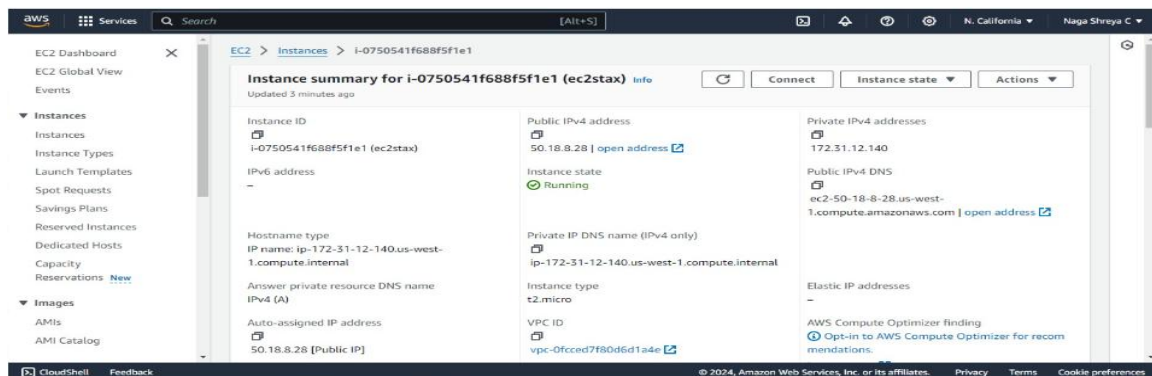 aws Services Search [Alt+S] N. California Naga Shreya C
EC2 Dashboard
EC2 Global View
Events
Instances
Instances
Instance Types
Launch Templates
Spot Requests
Savings Plans
Reserved Instances
Dedicated Hosts
Capacity
Reservations New
Images
AMIs
AMI Catalog
EC2 > Instances > i-0750541f688f5f1e1
Instance summary for i-0750541f688f5f1e1 (ec2stax) Info Connect Instance state Actions
Updated 3 minutes ago
Instance ID
i-0750541f688f5f1e1 (ec2stax)
Public IPv4 address
50.18.8.28 | open address
Private IPv4 addresses
172.31.12.140
IPv6 address
–
Instance state
Running
Public IPv4 DNS
ec2-50-18-8-28.us-west-
1.compute.amazonaws.com | open address
Hostname type
IP name: ip-172-31-12-140.us-west-
1.compute.internal
Private IP DNS name (IPv4 only)
ip-172-31-12-140.us-west-1.compute.internal
Answer private resource DNS name
IPv4 (A)
Instance type
t2.micro
Elastic IP addresses
–
Auto-assigned IP address
50.18.8.28 [Public IP]
VPC ID
vpc-0fcced7f80d6d1a4e
AWS Compute Optimizer finding
Opt-in to AWS Compute Optimizer for recom
mendations.
CloudShell Feedback © 2024, Amazon Web Services, Inc. or its affiliates. Privacy Terms Cookie preferences